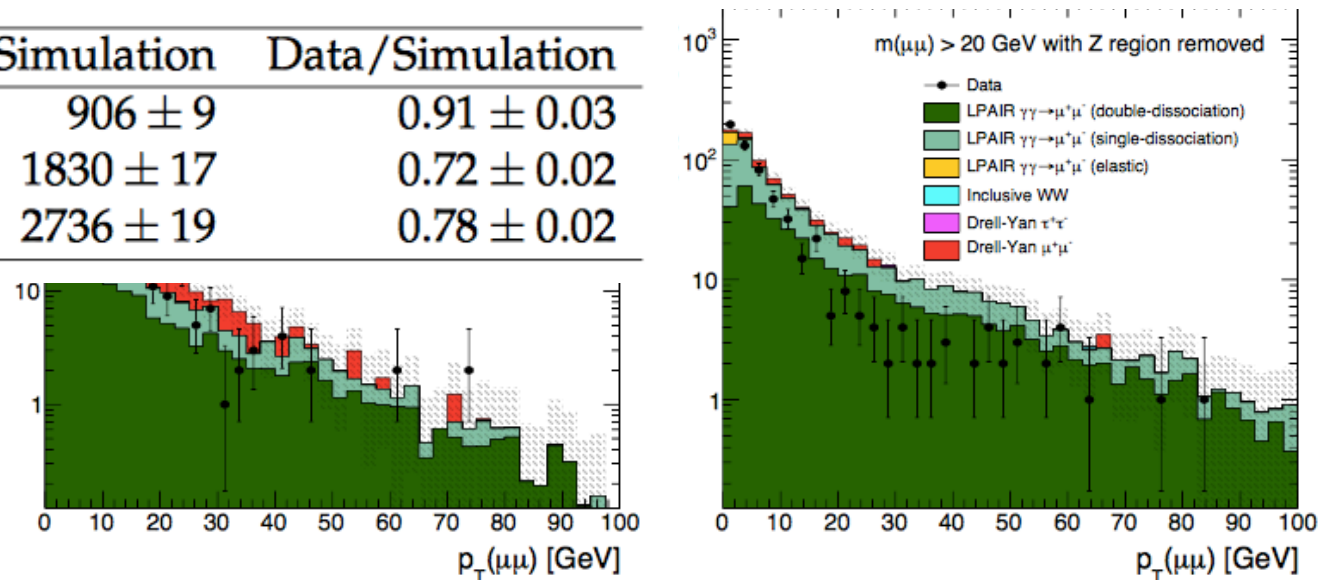 Simulation Data/Simulation
906 ± 9 0.91 ± 0.03
1830 ± 17 0.72 ± 0.02
2736 ± 19 0.78 ± 0.02
10
1
0 10 20 30 40 50 60 70 80 90 100
p_T(μμ) [GeV]
10³
10²
10
1
m(μμ) > 20 GeV with Z region removed
Data
LPAIR γγ→μ⁺μ⁻ (double-dissociation)
LPAIR γγ→μ⁺μ⁻ (single-dissociation)
LPAIR γγ→μ⁺μ⁻ (elastic)
Inclusive WW
Drell-Yan τ⁺τ⁻
Drell-Yan μ⁺μ⁻
0 10 20 30 40 50 60 70 80 90 100
p_T(μμ) [GeV]